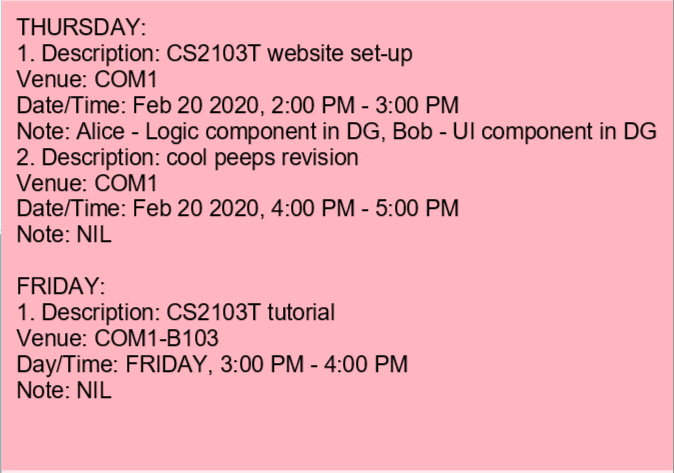 THURSDAY:
1. Description: CS2103T website set-up
Venue: COM1
Date/Time: Feb 20 2020, 2:00 PM - 3:00 PM
Note: Alice - Logic component in DG, Bob - UI component in DG
2. Description: cool peeps revision
Venue: COM1
Date/Time: Feb 20 2020, 4:00 PM - 5:00 PM
Note: NIL
FRIDAY:
1. Description: CS2103T tutorial
Venue: COM1-B103
Day/Time: FRIDAY, 3:00 PM - 4:00 PM
Note: NIL